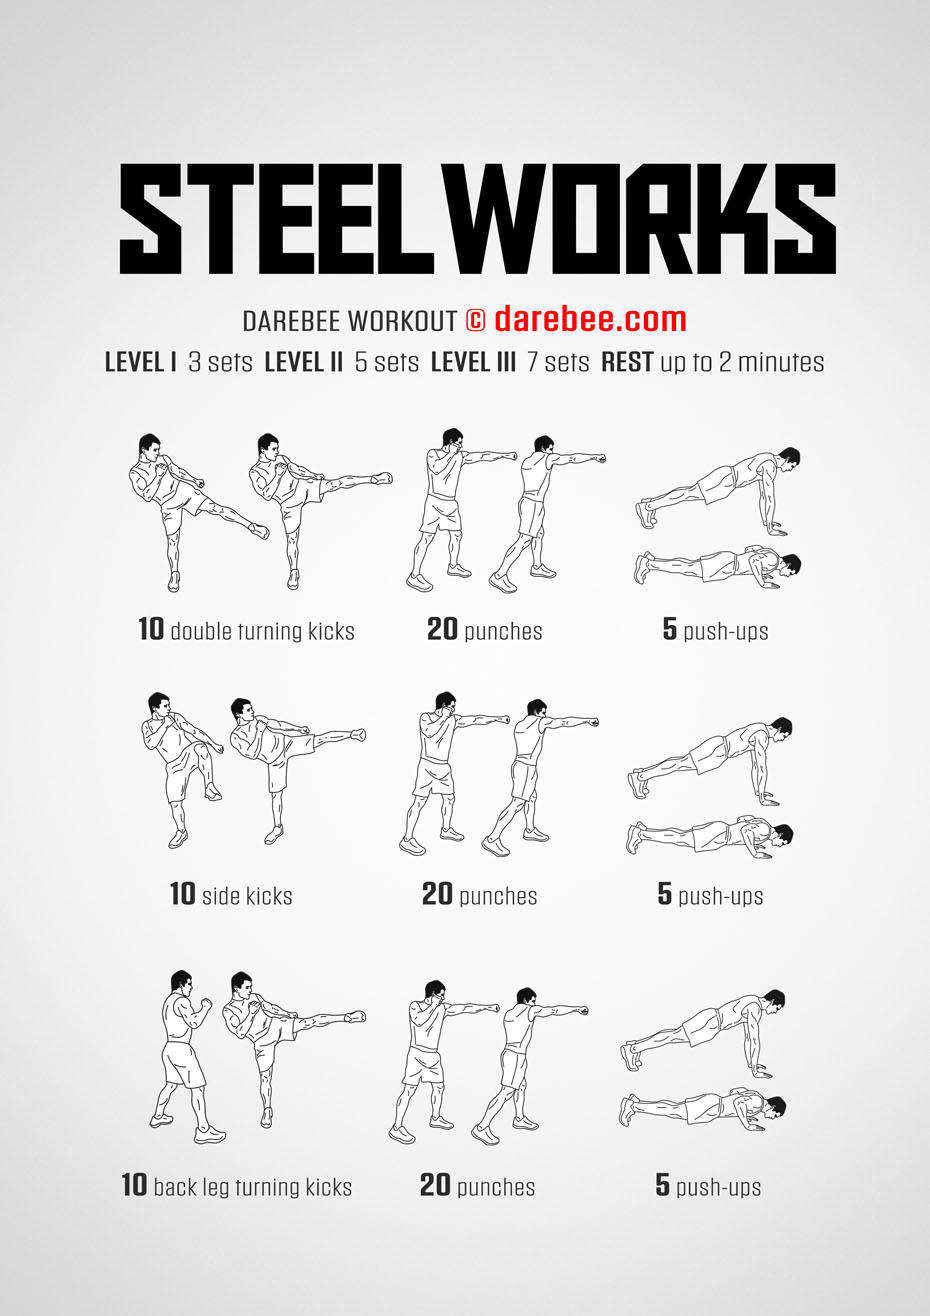 STEEL WORKS
DAREBEE WORKOUT © darebee.com
LEVEL I 3 sets LEVEL II 5 sets LEVEL III 7 sets REST up to 2 minutes
10 double turning kicks 20 punches 5 push-ups
10 side kicks 20 punches 5 push-ups
10 back leg turning kicks 20 punches 5 push-ups